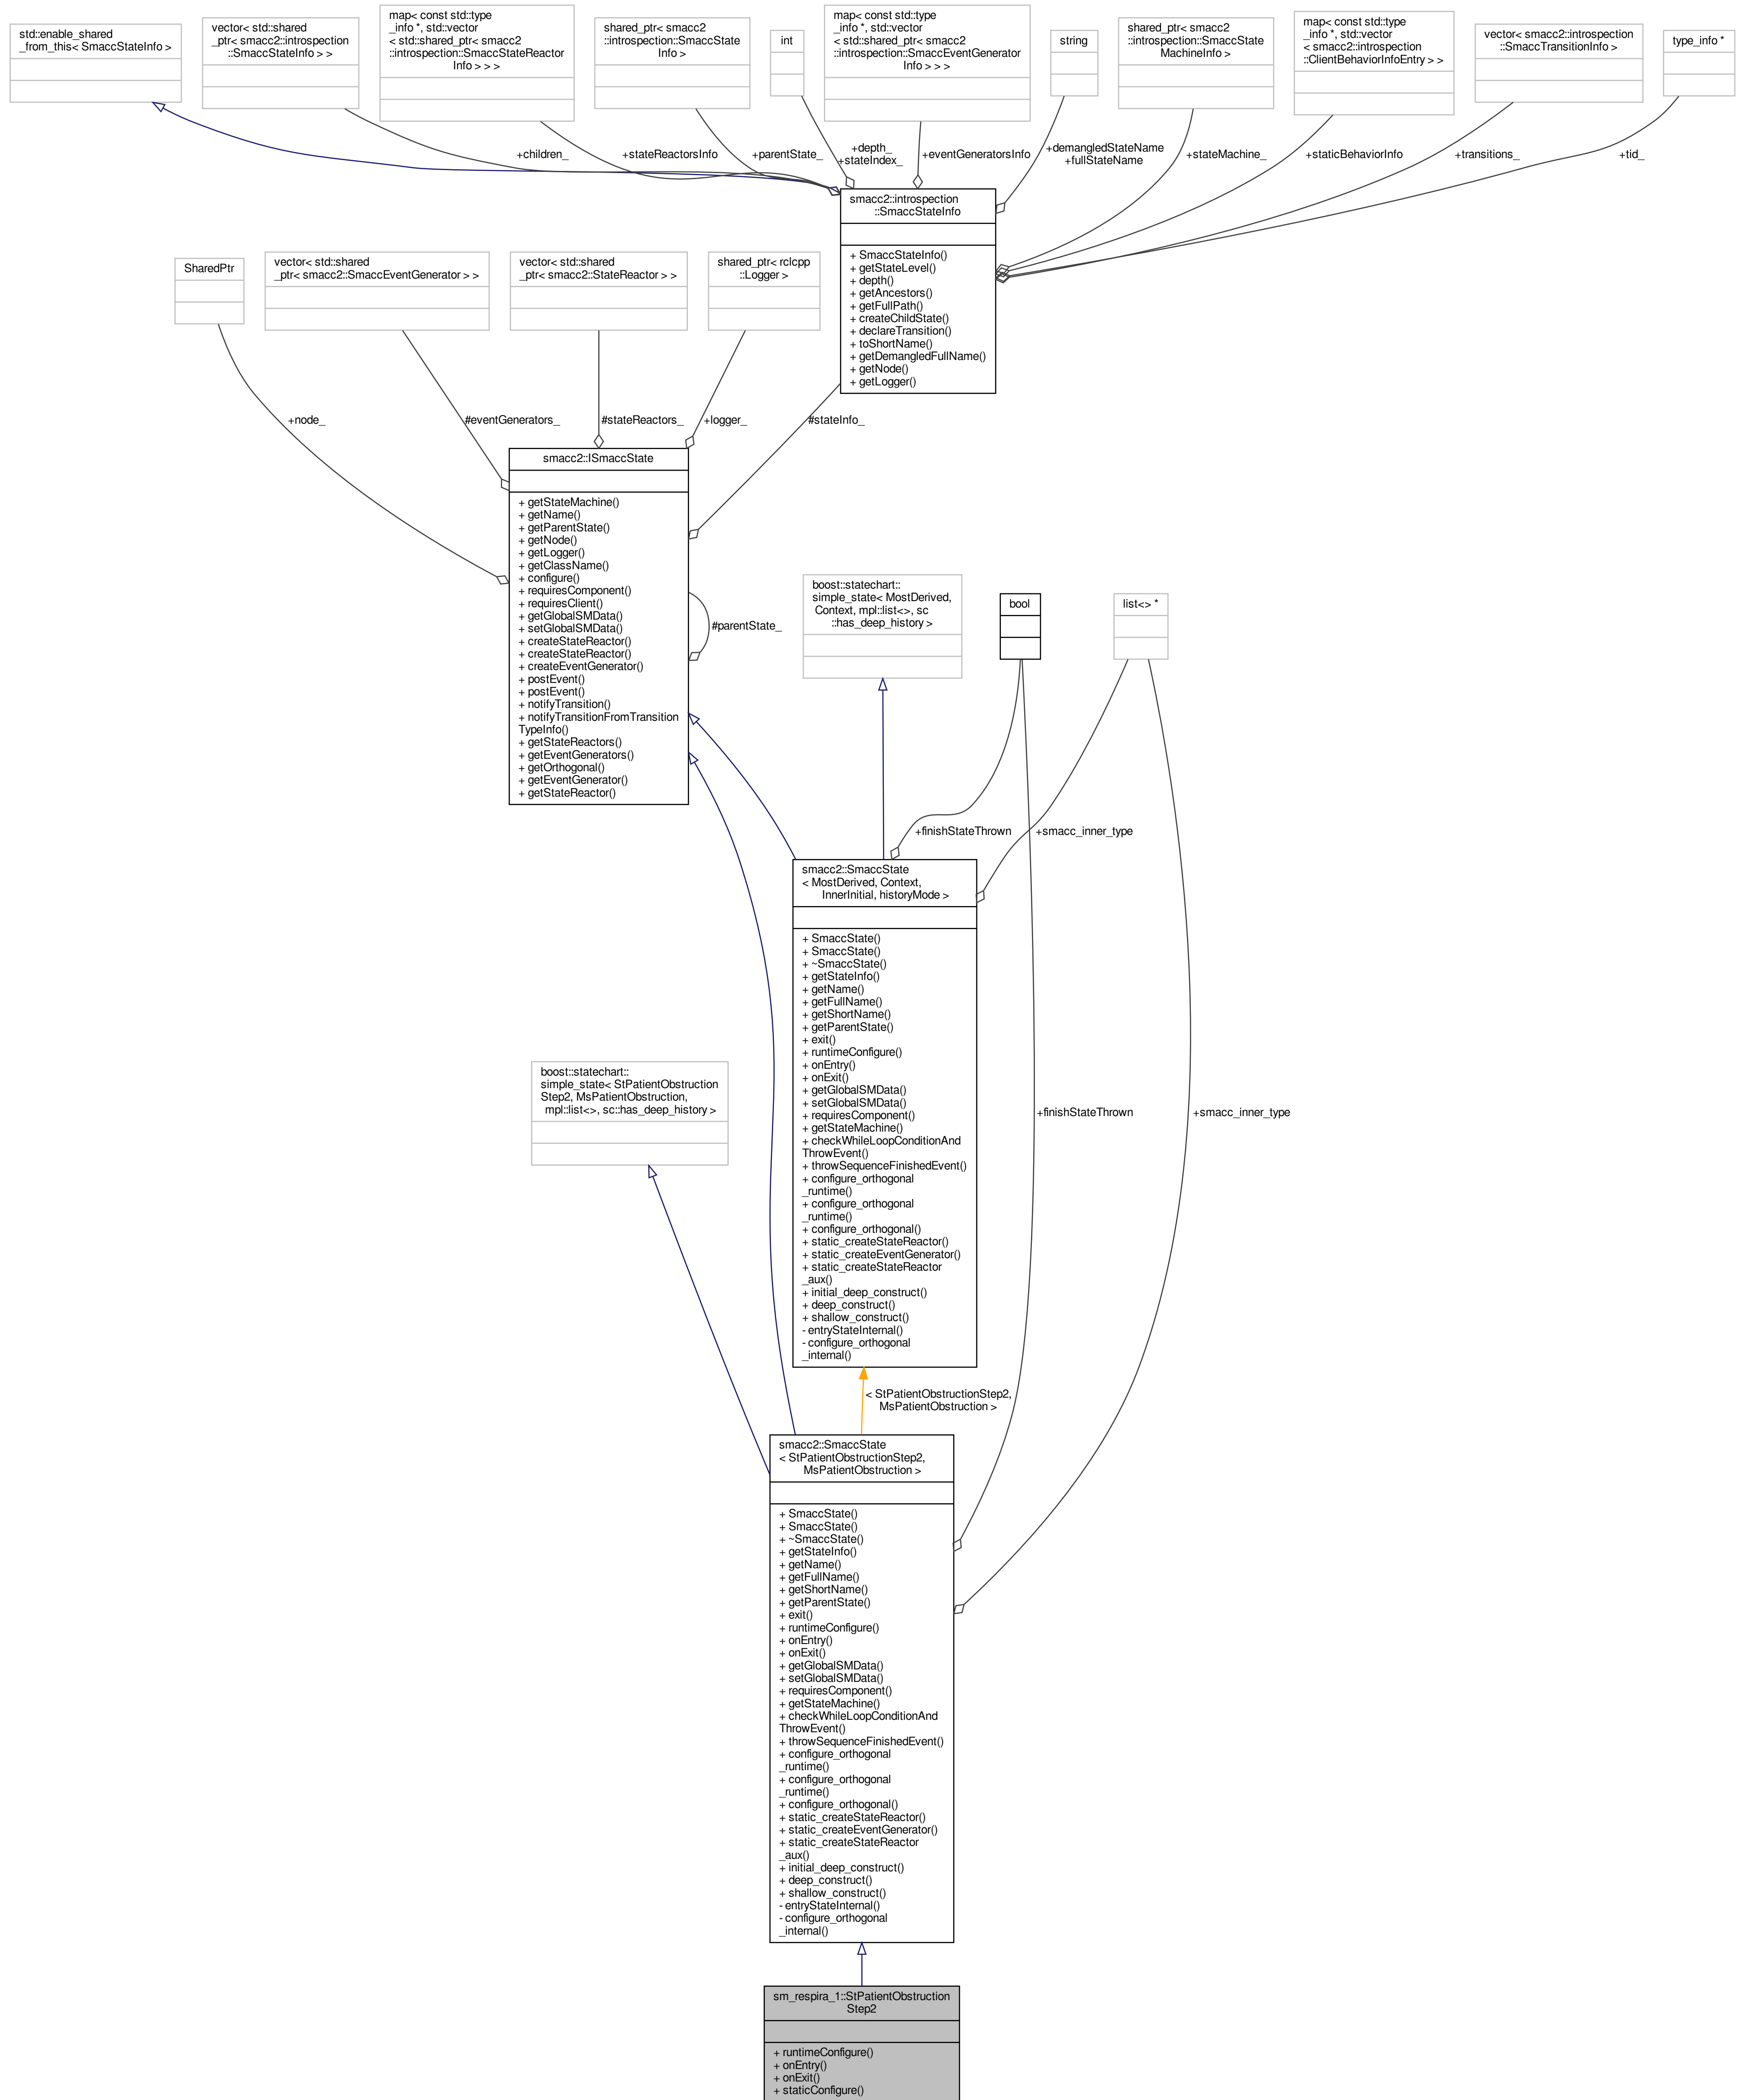 std::enable_shared
_from_this< SmaccStateInfo >
vector< std::shared
_ptr< smacc2::introspection
::SmaccStateInfo > >
map< const std::type
_info *, std::vector
< std::shared_ptr< smacc2
::introspection::SmaccStateReactor
Info > > >
shared_ptr< smacc2
::introspection::SmaccState
Info >
int
map< const std::type
_info *, std::vector
< std::shared_ptr< smacc2
::introspection::SmaccEventGenerator
Info > > >
string
shared_ptr< smacc2
::introspection::SmaccState
MachineInfo >
map< const std::type
_info *, std::vector
< smacc2::introspection
::ClientBehaviorInfoEntry > >
vector< smacc2::introspection
::SmaccTransitionInfo >
type_info *
+children_
+stateReactorsInfo
+parentState_
+depth_
+stateIndex_
+eventGeneratorsInfo
+demangledStateName
+fullStateName
+stateMachine_
+staticBehaviorInfo
+transitions_
+tid_
smacc2::introspection
::SmaccStateInfo
+ SmaccStateInfo()
+ getStateLevel()
+ depth()
+ getAncestors()
+ getFullPath()
+ createChildState()
+ declareTransition()
+ toShortName()
+ getDemangledFullName()
+ getNode()
+ getLogger()
SharedPtr
vector< std::shared
_ptr< smacc2::SmaccEventGenerator > >
vector< std::shared
_ptr< smacc2::StateReactor > >
shared_ptr< rclcpp
::Logger >
+node_
#eventGenerators_
#stateReactors_
+logger_
#stateInfo_
smacc2::ISmaccState
+ getStateMachine()
+ getName()
+ getParentState()
+ getNode()
+ getLogger()
+ getClassName()
+ configure()
+ requiresComponent()
+ requiresClient()
+ getGlobalSMData()
+ setGlobalSMData()
+ createStateReactor()
+ createStateReactor()
+ createEventGenerator()
+ postEvent()
+ postEvent()
+ notifyTransition()
+ notifyTransitionFromTransition
TypeInfo()
+ getStateReactors()
+ getEventGenerators()
+ getOrthogonal()
+ getEventGenerator()
+ getStateReactor()
#parentState_
boost::statechart::
simple_state< MostDerived,
Context, mpl::list<>, sc
::has_deep_history >
bool
list<> *
+finishStateThrown
+smacc_inner_type
smacc2::SmaccState
< MostDerived, Context,
InnerInitial, historyMode >
+ SmaccState()
+ SmaccState()
+ ~SmaccState()
+ getStateInfo()
+ getName()
+ getFullName()
+ getShortName()
+ getParentState()
+ exit()
+ runtimeConfigure()
+ onEntry()
+ onExit()
+ getGlobalSMData()
+ setGlobalSMData()
+ requiresComponent()
+ getStateMachine()
+ checkWhileLoopConditionAnd
ThrowEvent()
+ throwSequenceFinishedEvent()
+ configure_orthogonal
_runtime()
+ configure_orthogonal
_runtime()
+ configure_orthogonal()
+ static_createStateReactor()
+ static_createEventGenerator()
+ static_createStateReactor
_aux()
+ initial_deep_construct()
+ deep_construct()
+ shallow_construct()
- entryStateInternal()
- configure_orthogonal
_internal()
boost::statechart::
simple_state< StPatientObstruction
Step2, MsPatientObstruction,
mpl::list<>, sc::has_deep_history >
+finishStateThrown
+smacc_inner_type
< StPatientObstructionStep2,
MsPatientObstruction >
smacc2::SmaccState
< StPatientObstructionStep2,
MsPatientObstruction >
+ SmaccState()
+ SmaccState()
+ ~SmaccState()
+ getStateInfo()
+ getName()
+ getFullName()
+ getShortName()
+ getParentState()
+ exit()
+ runtimeConfigure()
+ onEntry()
+ onExit()
+ getGlobalSMData()
+ setGlobalSMData()
+ requiresComponent()
+ getStateMachine()
+ checkWhileLoopConditionAnd
ThrowEvent()
+ throwSequenceFinishedEvent()
+ configure_orthogonal
_runtime()
+ configure_orthogonal
_runtime()
+ configure_orthogonal()
+ static_createStateReactor()
+ static_createEventGenerator()
+ static_createStateReactor
_aux()
+ initial_deep_construct()
+ deep_construct()
+ shallow_construct()
- entryStateInternal()
- configure_orthogonal
_internal()
sm_respira_1::StPatientObstruction
Step2
+ runtimeConfigure()
+ onEntry()
+ onExit()
+ staticConfigure()